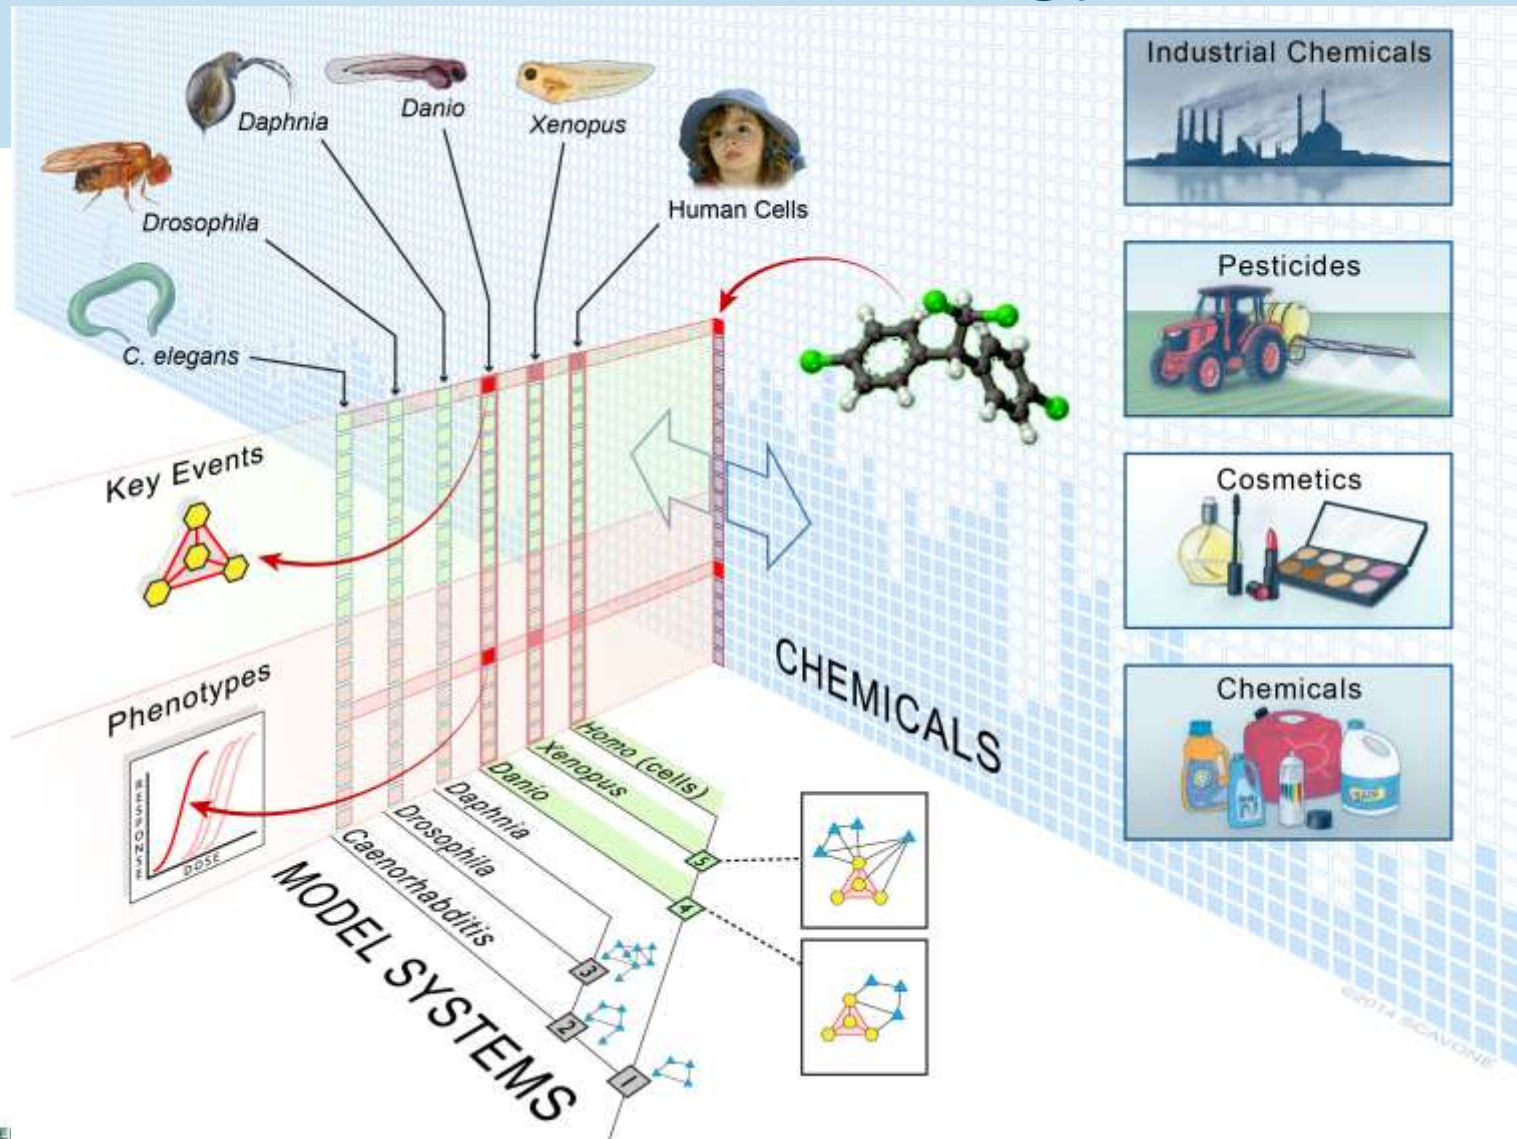 Daphnia
Danio
Xenopus
Human Cells
Drosophila
C. elegans
Industrial Chemicals
Pesticides
Cosmetics
Chemicals
Key Events
Phenotypes
RESPONSE
DOSE
CHEMICALS
Homo (cells)
Xenopus
Danio
Daphnia
Drosophila
Caenorhabditis
MODEL SYSTEMS
5
4
3
2
1
©2014 SCAVONE